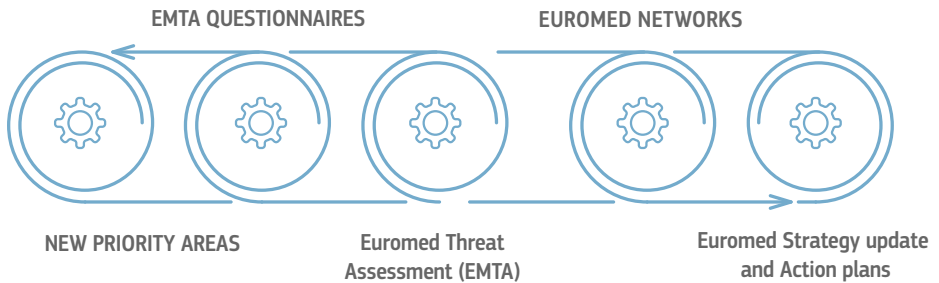 EMTA QUESTIONNAIRES
EUROMED NETWORKS
NEW PRIORITY AREAS
Euromed Threat
Assessment (EMTA)
Euromed Strategy update
and Action plans